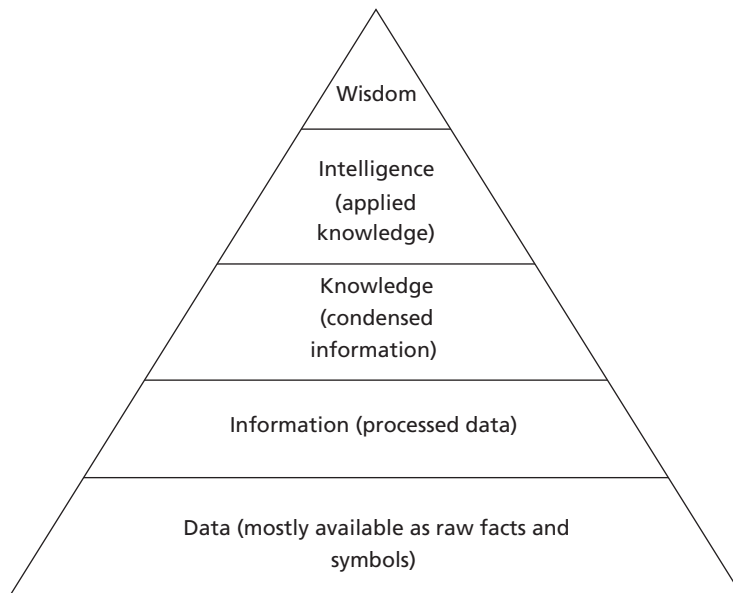 Wisdom
Intelligence
(applied
knowledge)
Knowledge
(condensed
information)
Information (processed data)
Data (mostly available as raw facts and
symbols)